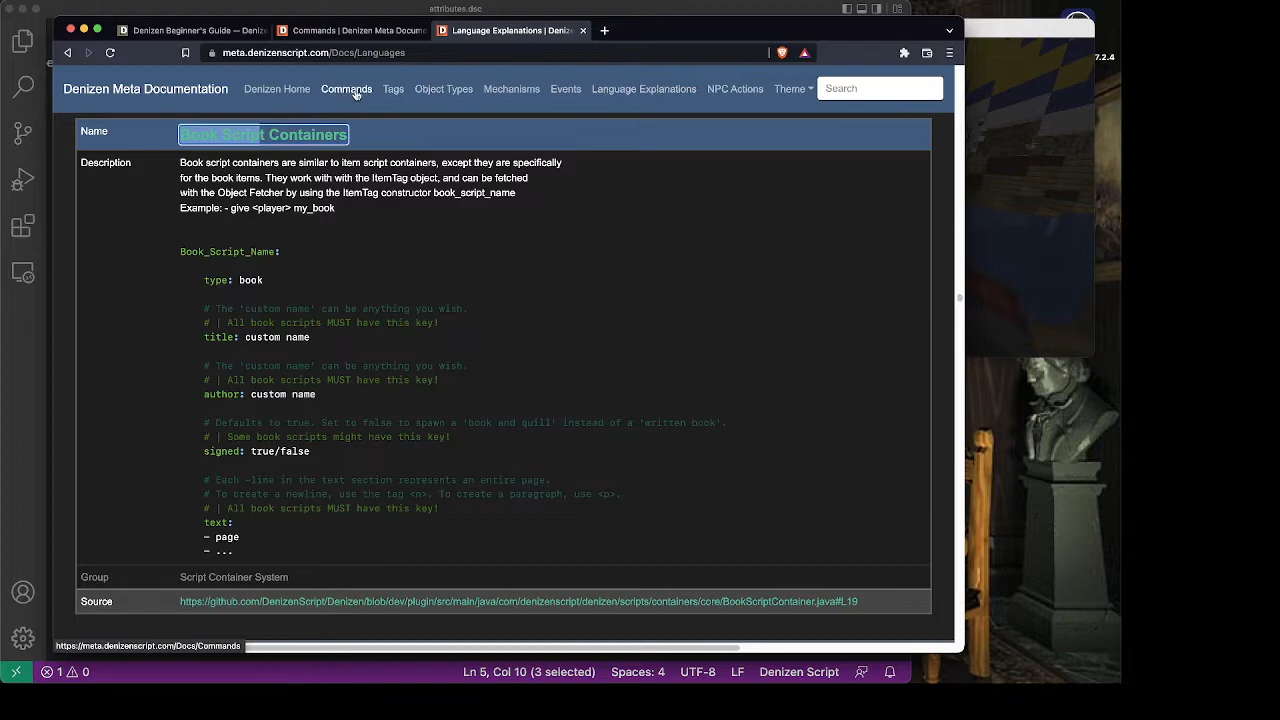 attributes.dsc
Denizen Beginner's Guide — Denize
Commands | Denizen Meta Docume
Language Explanations | Deniz
7.2.4
meta.denizenscript.com/Docs/Languages
Denizen Meta Documentation
Denizen Home
Commands
Tags
Object Types
Mechanisms
Events
Language Explanations
NPC Actions
Theme
Search
Name
Book Script Containers
Description
Book script containers are similar to item script containers, except they are specifically
for the book items. They work with with the ItemTag object, and can be fetched
with the Object Fetcher by using the ItemTag constructor book_script_name
Example: - give <player> my_book
Book_Script_Name:
type: book
# The 'custom name' can be anything you wish.
# | All book scripts MUST have this key!
title: custom name
# The 'custom name' can be anything you wish.
# | All book scripts MUST have this key!
author: custom name
# Defaults to true. Set to false to spawn a 'book and quill' instead of a 'written book'.
# | Some book scripts might have this key!
signed: true/false
# Each -line in the text section represents an entire page.
# To create a newline, use the tag <n>. To create a paragraph, use <p>.
# | All book scripts MUST have this key!
text:
- page
- ...
Group
Script Container System
Source
https://github.com/DenizenScript/Denizen/blob/dev/plugin/src/main/java/com/denizenscript/denizen/scripts/containers/core/BookScriptContainer.java#L19
https://meta.denizenscript.com/Docs/Commands
1
0
Ln 5, Col 10 (3 selected)
Spaces: 4
UTF-8
LF
Denizen Script